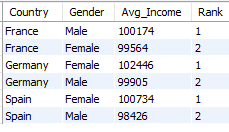 Country Gender Avg_Income Rank
France Male 100174 1
France Female 99564 2
Germany Female 102446 1
Germany Male 99905 2
Spain Female 100734 1
Spain Male 98426 2